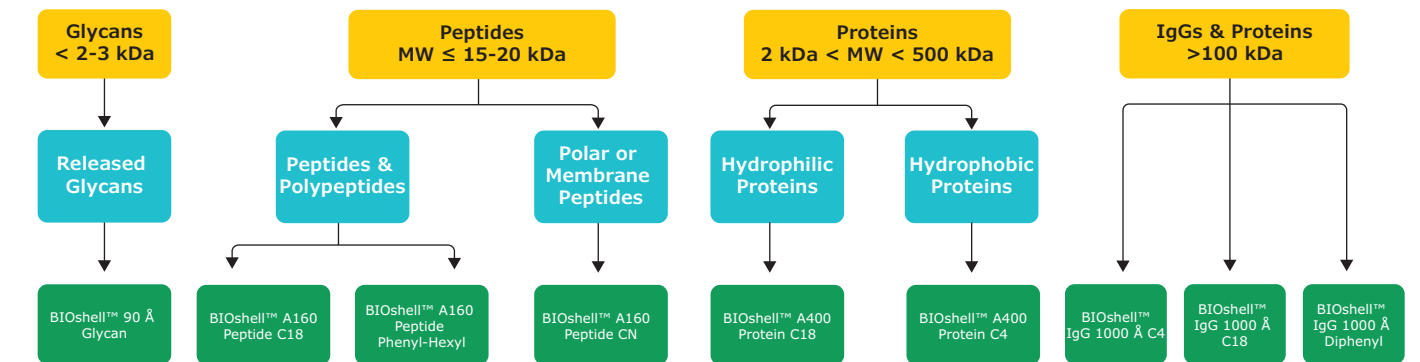 Glycans
< 2-3 kDa
Peptides
MW ≤ 15-20 kDa
Proteins
2 kDa < MW < 500 kDa
IgGs & Proteins
>100 kDa
Released
Glycans
Peptides &
Polypeptides
Polar or
Membrane
Peptides
Hydrophilic
Proteins
Hydrophobic
Proteins
BIOshell™ 90 Å
Glycan
BIOshell™ A160
Peptide C18
BIOshell™ A160
Peptide
Phenyl-Hexyl
BIOshell™ A160
Peptide CN
BIOshell™ A400
Protein C18
BIOshell™ A400
Protein C4
BIOshell™
IgG 1000 Å C4
BIOshell™
IgG 1000 Å
C18
BIOshell™
IgG 1000 Å
Diphenyl